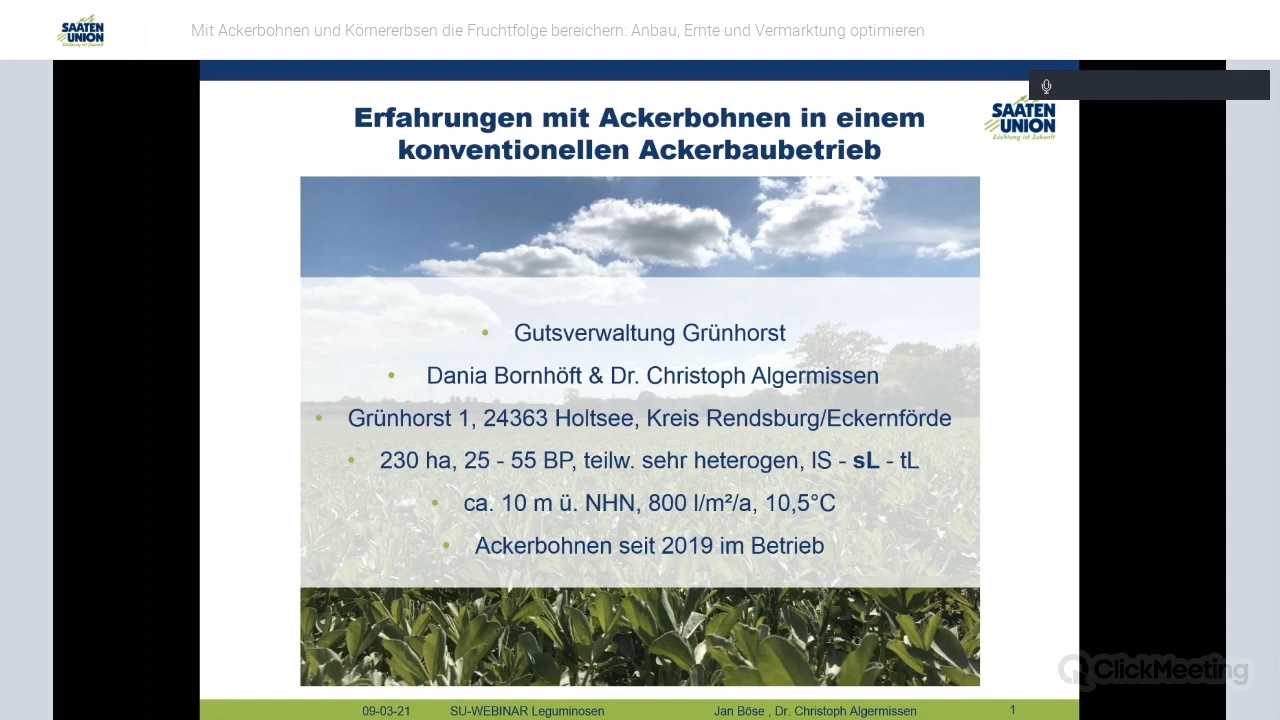 SAATEN
UNION
Züchtung ist Zukunft
Mit Ackerbohnen und Körnererbsen die Fruchtfolge bereichern: Anbau, Ernte und Vermarktung optimieren
Erfahrungen mit Ackerbohnen in einem
konventionellen Ackerbaubetrieb
SAATEN
UNION
Züchtung ist Zukunft
• Gutsverwaltung Grünhorst
• Dania Bornhöft & Dr. Christoph Algermissen
• Grünhorst 1, 24363 Holtsee, Kreis Rendsburg/Eckernförde
• 230 ha, 25 - 55 BP, teilw. sehr heterogen, lS - sL - tL
• ca. 10 m ü. NHN, 800 l/m²/a, 10,5°C
• Ackerbohnen seit 2019 im Betrieb
ClickMeeting
09-03-21 SU-WEBINAR Leguminosen Jan Böse , Dr. Christoph Algermissen 1